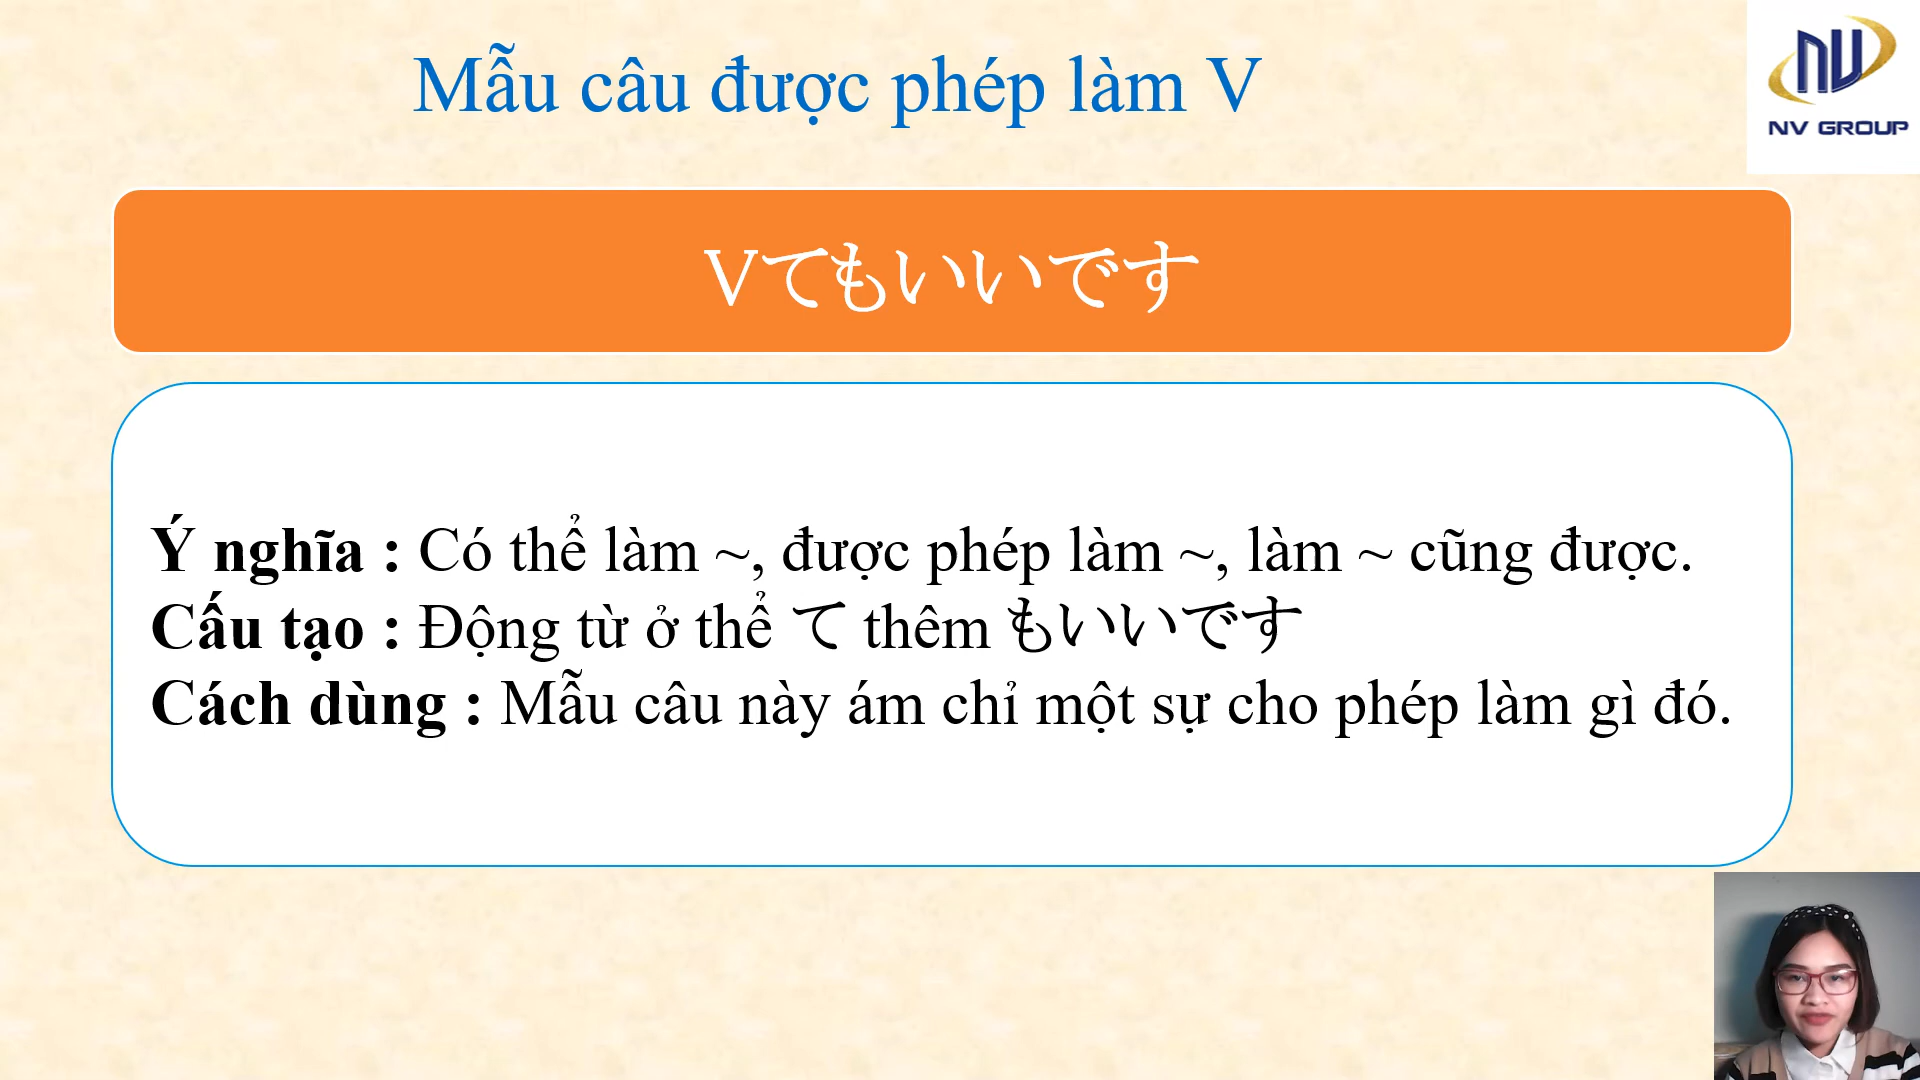 Mẫu câu được phép làm V
NV GROUP
Vてもいいです
Ý nghĩa : Có thể làm ~, được phép làm ~, làm ~ cũng được.
Cấu tạo : Động từ ở thể て thêm もいいです
Cách dùng : Mẫu câu này ám chỉ một sự cho phép làm gì đó.